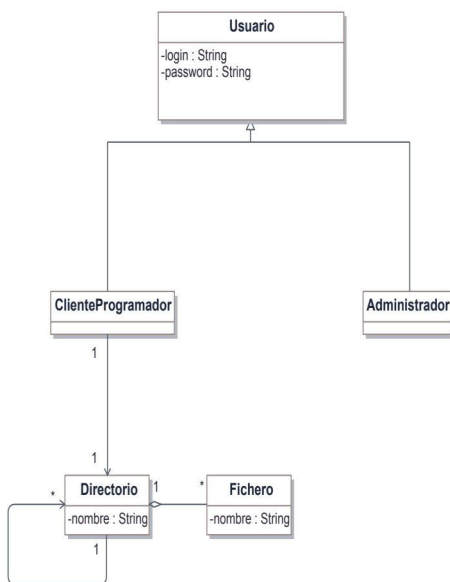 Usuario
-login : String
-password : String
ClienteProgramador
Administrador
1
1
* Directorio 1 * Fichero
-nombre : String -nombre : String
1